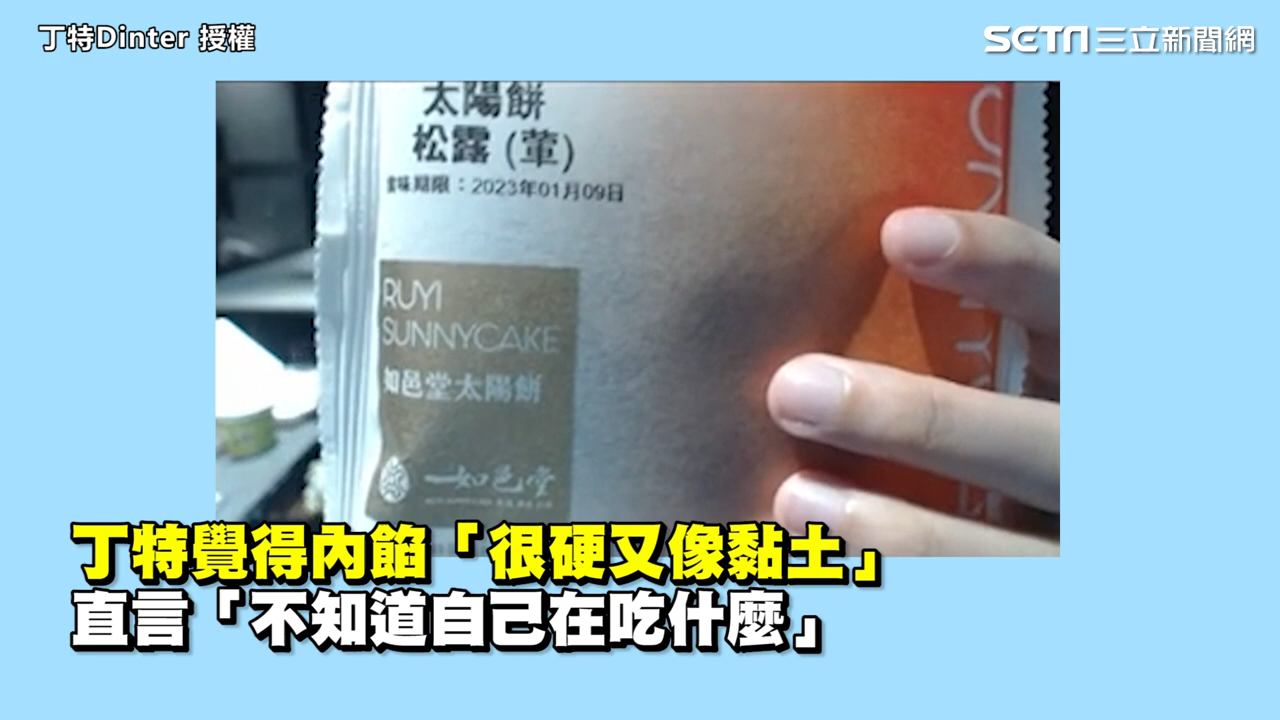 丁特Dinter 授權
SETN三立新聞網
太陽餅
松露(葷)
賞味期限：2023年01月09日
SUNNY
RUYI
SUNNYCAKE
如邑堂太陽餅
一如邑堂
丁特覺得內餡「很硬又像黏土」
直言「不知道自己在吃什麼」